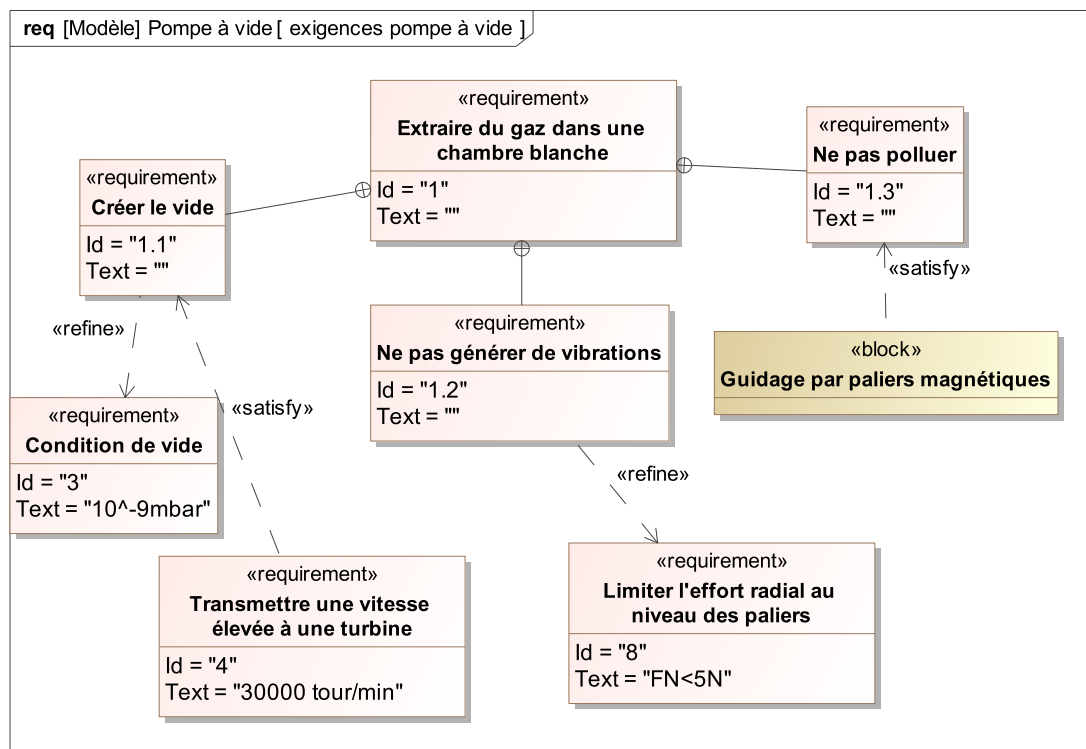 req [Modèle] Pompe à vide [ exigences pompe à vide ]
«requirement»
Extraire du gaz dans une
chambre blanche
Id = "1"
Text = ""
«requirement»
Ne pas polluer
Id = "1.3"
Text = ""
«requirement»
Créer le vide
Id = "1.1"
Text = ""
«satisfy»
«refine»
«requirement»
Ne pas générer de vibrations
Id = "1.2"
Text = ""
«block»
Guidage par paliers magnétiques
«requirement»
Condition de vide
Id = "3"
Text = "10^-9mbar"
«satisfy»
«refine»
«requirement»
Transmettre une vitesse
élevée à une turbine
Id = "4"
Text = "30000 tour/min"
«requirement»
Limiter l'effort radial au
niveau des paliers
Id = "8"
Text = "FN<5N"